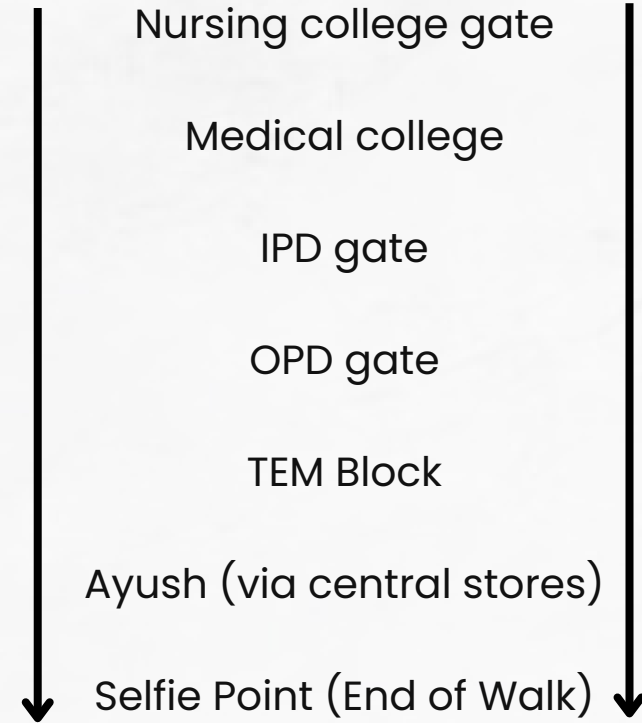 Nursing college gate
Medical college
IPD gate
OPD gate
TEM Block
Ayush (via central stores)
Selfie Point (End of Walk)